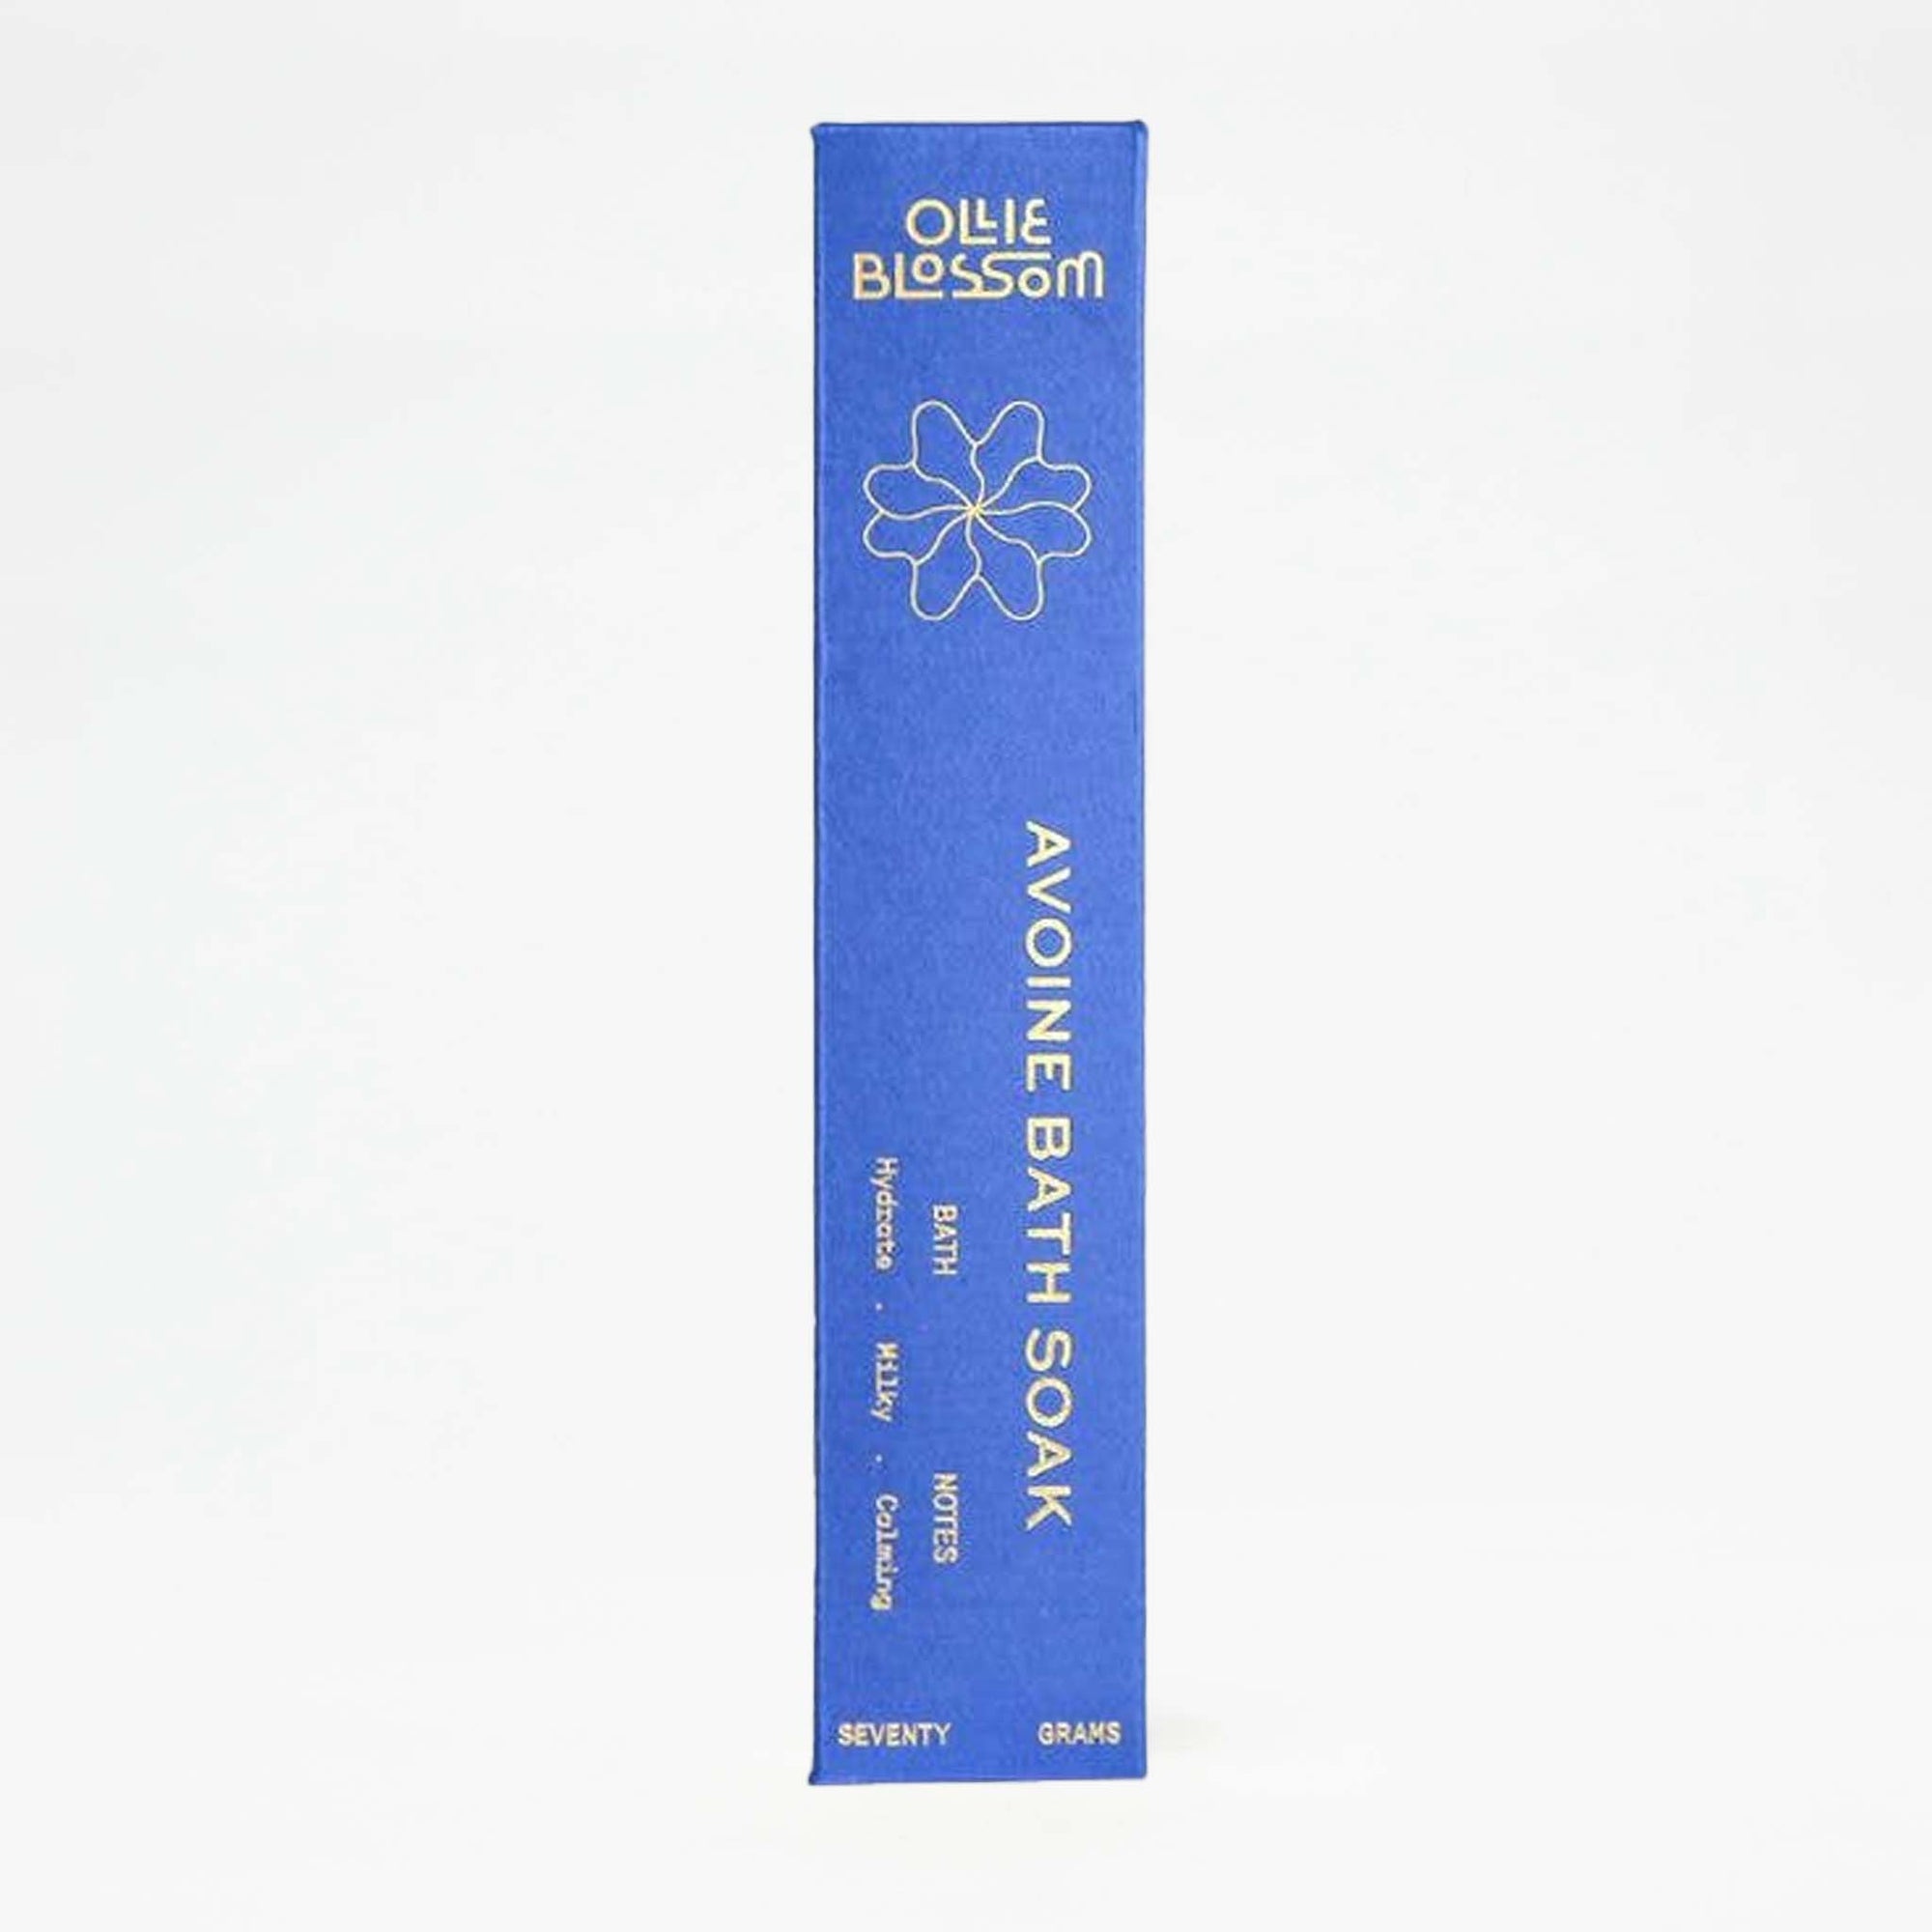 OLLIE
BLOSSOM
AVOINE BATH SOAK
BATH NOTES
Hydrate . Milky . Calming
SEVENTY GRAMS